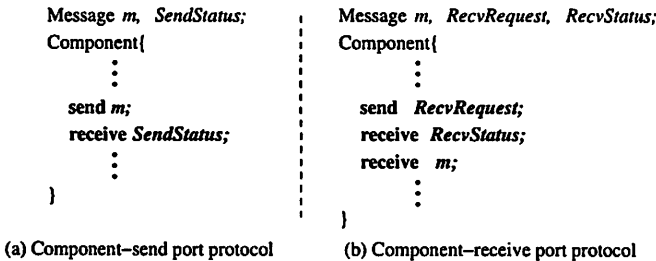 Message m, SendStatus;
Component{
send m;
receive SendStatus;
}
(a) Component–send port protocol
Message m, RecvRequest, RecvStatus;
Component{
send RecvRequest;
receive RecvStatus;
receive m;
}
(b) Component–receive port protocol